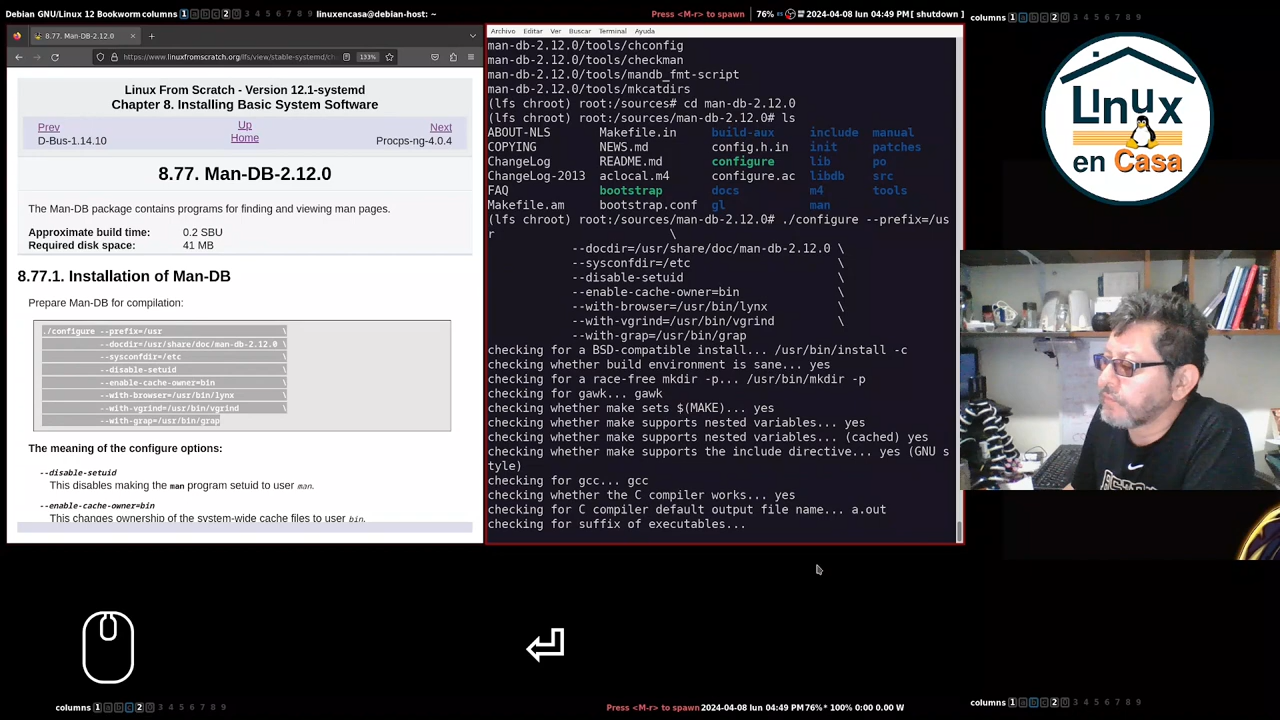 Debian GNU/Linux 12 Bookworm columns 1 a b c 2 0 3 4 5 6 7 8 9 linuxencasa@debian-host: ~ Press <M-r> to spawn 76% 2024-04-08 lun 04:49 PM[ shutdown ] columns 1 a b c 2 0 3 4 5 6 7 8 9
8.77. Man-DB-2.12.0
https://www.linuxfromscratch.org/lfs/view/stable-systemd/ch 133%
Linux From Scratch - Version 12.1-systemd
Chapter 8. Installing Basic System Software
Prev Up Next
D-Bus-1.14.10 Home Procps-ng-4.0.4
8.77. Man-DB-2.12.0
The Man-DB package contains programs for finding and viewing man pages.
Approximate build time: 0.2 SBU
Required disk space: 41 MB
8.77.1. Installation of Man-DB
Prepare Man-DB for compilation:
./configure --prefix=/usr \
--docdir=/usr/share/doc/man-db-2.12.0 \
--sysconfdir=/etc \
--disable-setuid \
--enable-cache-owner=bin \
--with-browser=/usr/bin/lynx \
--with-vgrind=/usr/bin/vgrind \
--with-grap=/usr/bin/grap
The meaning of the configure options:
--disable-setuid
This disables making the man program setuid to user man.
--enable-cache-owner=bin
This changes ownership of the system-wide cache files to user bin.
Archivo Editar Ver Buscar Terminal Ayuda
man-db-2.12.0/tools/chconfig
man-db-2.12.0/tools/checkman
man-db-2.12.0/tools/mandb_fmt-script
man-db-2.12.0/tools/mkcatdirs
(lfs chroot) root:/sources# cd man-db-2.12.0
(lfs chroot) root:/sources/man-db-2.12.0# ls
ABOUT-NLS Makefile.in build-aux include manual
COPYING NEWS.md config.h.in init patches
ChangeLog README.md configure lib po
ChangeLog-2013 aclocal.m4 configure.ac libdb src
FAQ bootstrap docs m4 tools
Makefile.am bootstrap.conf gl man
(lfs chroot) root:/sources/man-db-2.12.0# ./configure --prefix=/us
r \
--docdir=/usr/share/doc/man-db-2.12.0 \
--sysconfdir=/etc \
--disable-setuid \
--enable-cache-owner=bin \
--with-browser=/usr/bin/lynx \
--with-vgrind=/usr/bin/vgrind \
--with-grap=/usr/bin/grap
checking for a BSD-compatible install... /usr/bin/install -c
checking whether build environment is sane... yes
checking for a race-free mkdir -p... /usr/bin/mkdir -p
checking for gawk... gawk
checking whether make sets $(MAKE)... yes
checking whether make supports nested variables... yes
checking whether make supports nested variables... (cached) yes
checking whether make supports the include directive... yes (GNU s
tyle)
checking for gcc... gcc
checking whether the C compiler works... yes
checking for C compiler default output file name... a.out
checking for suffix of executables...
Linux
en Casa
columns 1 a b c 2 0 3 4 5 6 7 8 9 Press <M-r> to spawn 2024-04-08 lun 04:49 PM 76%* 100% 0:00 0.00 W columns 1 a b c 2 0 3 4 5 6 7 8 9